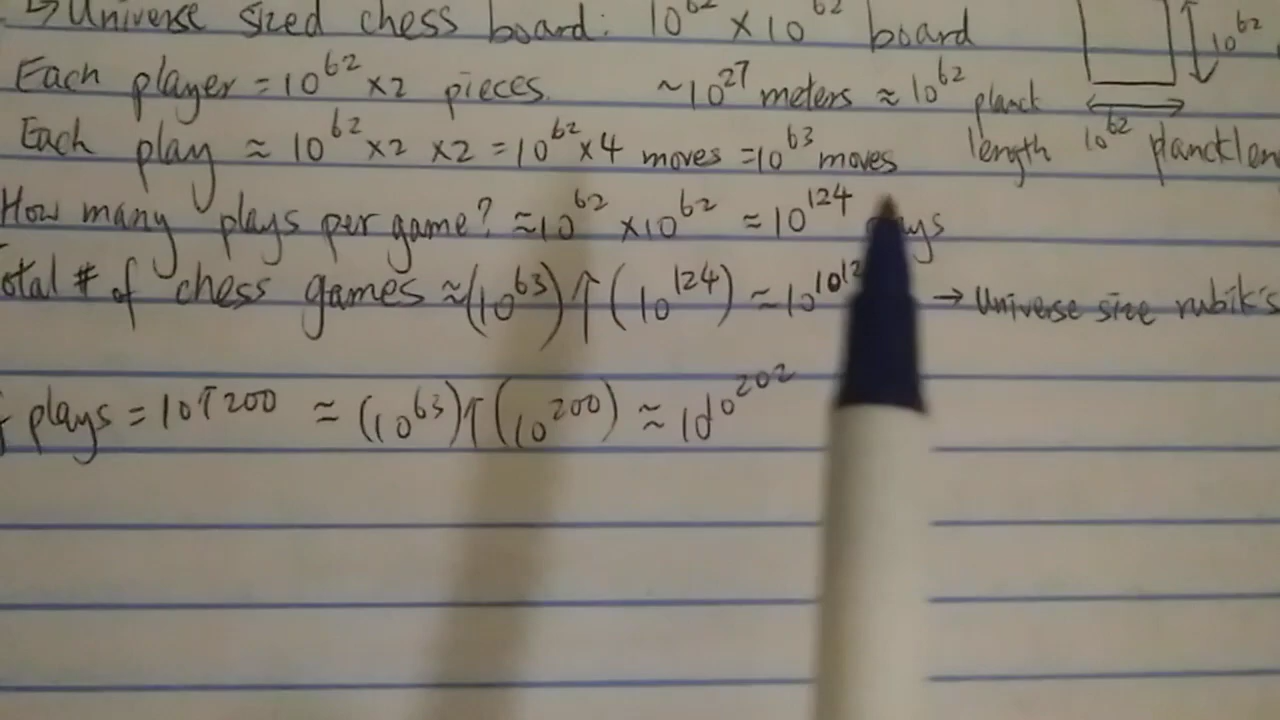 → Universe sized chess board: 10^62 × 10^62 board
10^62
Each player = 10^62 × 2 pieces. ~10^27 meters ≈ 10^62 planck length
10^62 planck
Each play ≈ 10^62 × 2 × 2 = 10^62 × 4 moves = 10^63 moves
How many plays per game? ≈ 10^62 × 10^62 ≈ 10^124
# of chess games ≈ (10^63)↑(10^124) ≈ → Universe size rubik's
plays = 10↑200 ≈ (10^63)↑(10^200) ≈ 10^10^202